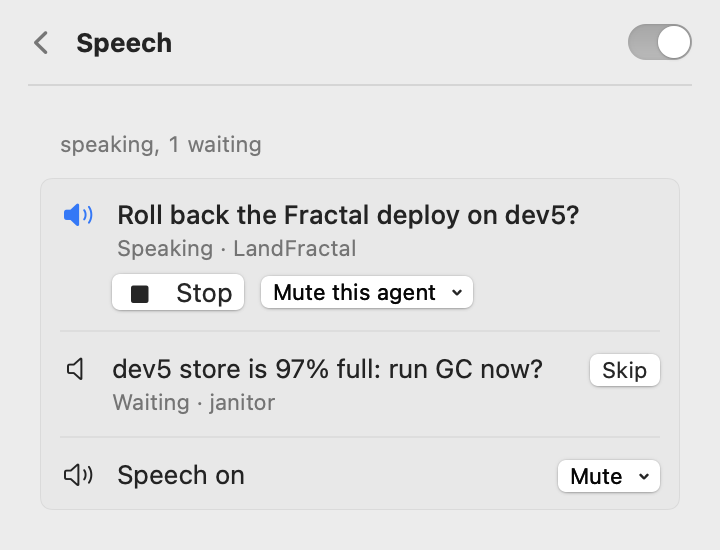 Speech
speaking, 1 waiting
Roll back the Fractal deploy on dev5?
Speaking · LandFractal
Stop
Mute this agent
dev5 store is 97% full: run GC now?
Skip
Waiting · janitor
Speech on
Mute